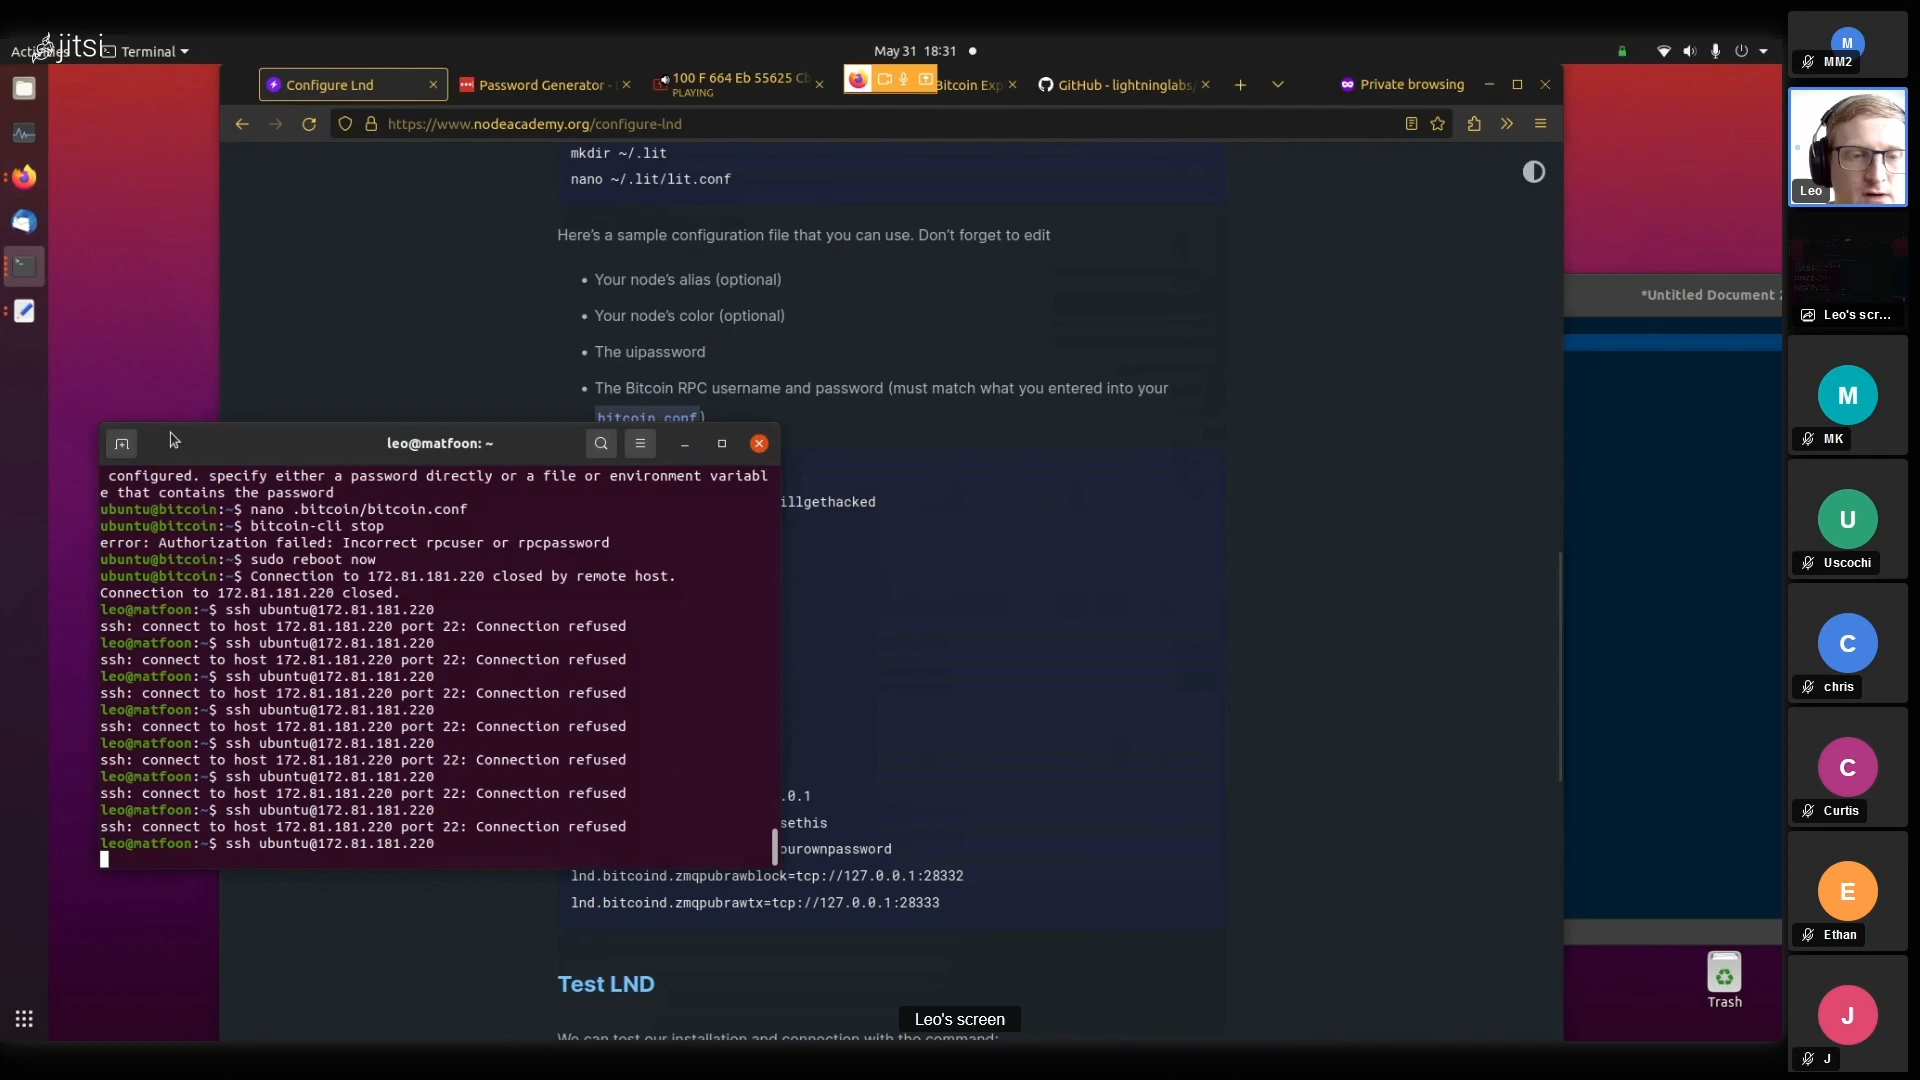 Activities
jitsi
Terminal
May 31 18:31
Configure Lnd
Password Generator -
100 F 664 Eb 55625 Cb
PLAYING
Bitcoin Exp
GitHub - lightninglabs/
Private browsing
https://www.nodeacademy.org/configure-lnd
mkdir ~/.lit
nano ~/.lit/lit.conf
Here's a sample configuration file that you can use. Don't forget to edit
• Your node's alias (optional)
• Your node's color (optional)
• The uipassword
• The Bitcoin RPC username and password (must match what you entered into your
bitcoin.conf)
leo@matfoon: ~
configured. specify either a password directly or a file or environment variabl
e that contains the password
ubuntu@bitcoin:~$ nano .bitcoin/bitcoin.conf
ubuntu@bitcoin:~$ bitcoin-cli stop
error: Authorization failed: Incorrect rpcuser or rpcpassword
ubuntu@bitcoin:~$ sudo reboot now
ubuntu@bitcoin:~$ Connection to 172.81.181.220 closed by remote host.
Connection to 172.81.181.220 closed.
leo@matfoon:~$ ssh ubuntu@172.81.181.220
ssh: connect to host 172.81.181.220 port 22: Connection refused
leo@matfoon:~$ ssh ubuntu@172.81.181.220
ssh: connect to host 172.81.181.220 port 22: Connection refused
leo@matfoon:~$ ssh ubuntu@172.81.181.220
ssh: connect to host 172.81.181.220 port 22: Connection refused
leo@matfoon:~$ ssh ubuntu@172.81.181.220
ssh: connect to host 172.81.181.220 port 22: Connection refused
leo@matfoon:~$ ssh ubuntu@172.81.181.220
ssh: connect to host 172.81.181.220 port 22: Connection refused
leo@matfoon:~$ ssh ubuntu@172.81.181.220
ssh: connect to host 172.81.181.220 port 22: Connection refused
leo@matfoon:~$ ssh ubuntu@172.81.181.220
ssh: connect to host 172.81.181.220 port 22: Connection refused
leo@matfoon:~$ ssh ubuntu@172.81.181.220
illgethacked
.0.1
sethis
ourownpassword
lnd.bitcoind.zmqpubrawblock=tcp://127.0.0.1:28332
lnd.bitcoind.zmqpubrawtx=tcp://127.0.0.1:28333
Test LND
We can test our installation and connection with the command:
Leo's screen
*Untitled Document 2
Trash
M
MM2
Leo
Leo's scr...
M
MK
U
Uscochi
C
chris
C
Curtis
E
Ethan
J
J